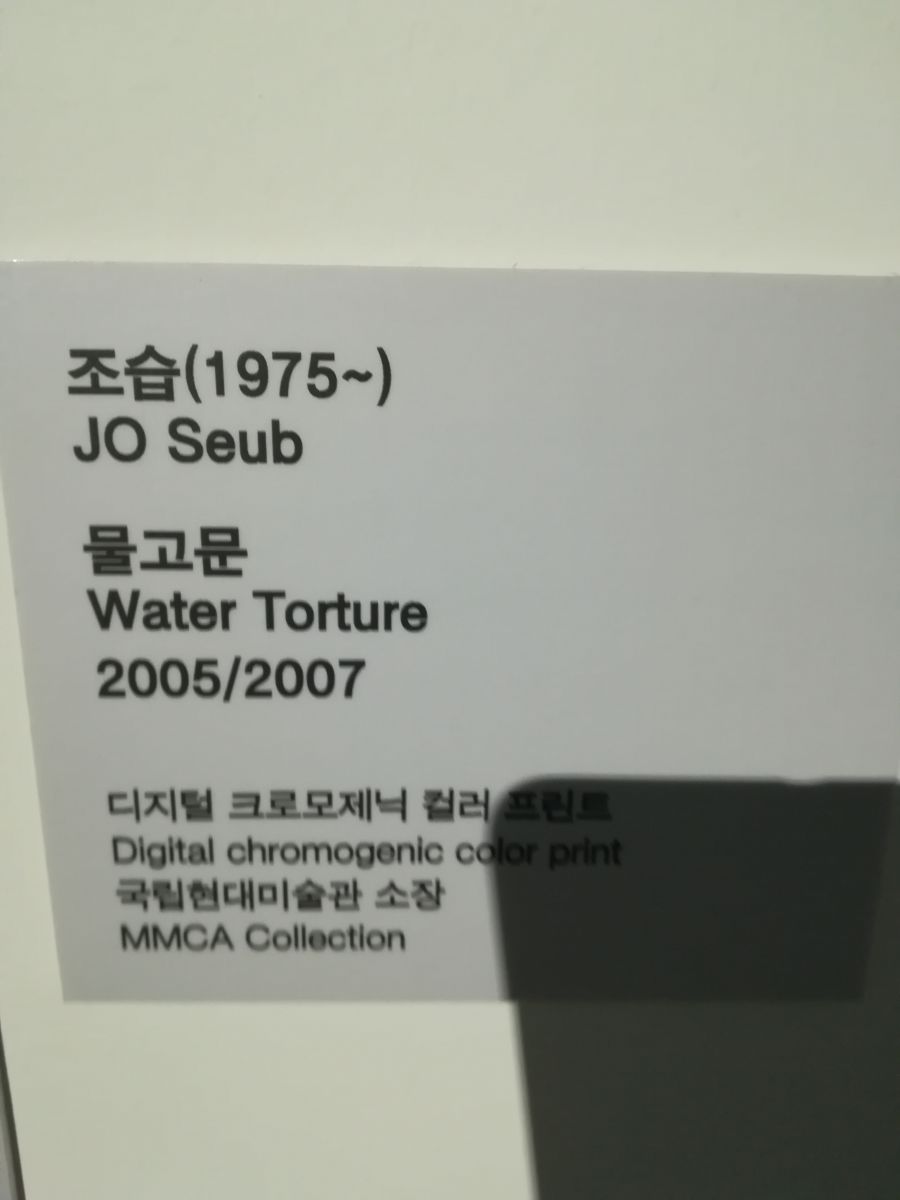 조습(1975~)
JO Seub
물고문
Water Torture
2005/2007
디지털 크로모제닉 컬러 프린트
Digital chromogenic color print
국립현대미술관 소장
MMCA Collection